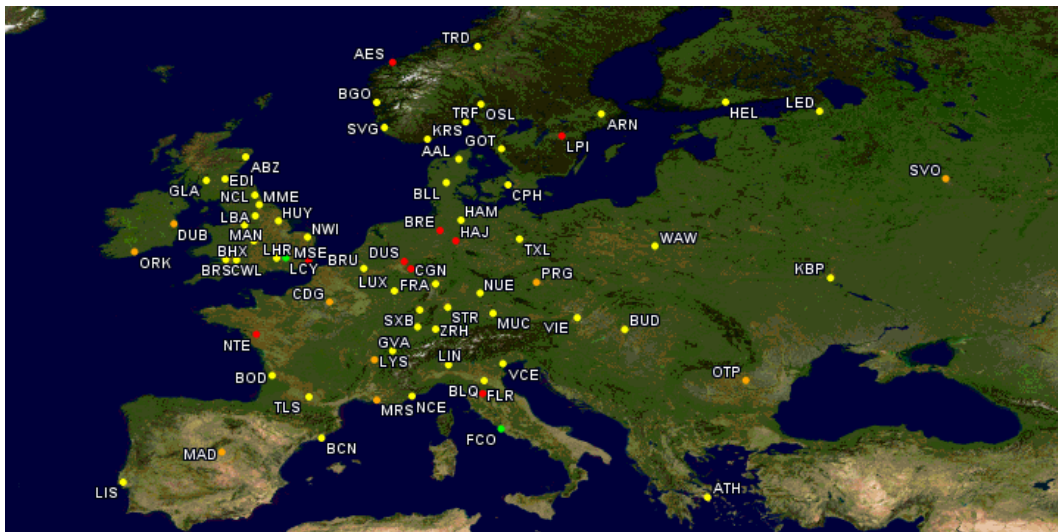 TRD
AES
BGO
TRF
OSL
HEL
LED
SVG
KRS
ARN
GOT
LPI
AAL
ABZ
SVO
GLA
EDI
NCL
MME
BLL
CPH
LBA
HUY
HAM
DUB
BRE
NWI
HAJ
MAN
TXL
WAW
ORK
BHX
LHR
MSE
DUS
BRU
BRS
CWL
LCY
CGN
KBP
LUX
FRA
NUE
PRG
CDG
SXB
STR
MUC
VIE
BUD
ZRH
NTE
GVA
LYS
LIN
VCE
OTP
BOD
BLQ
FLR
TLS
MRS
NCE
FCO
BCN
MAD
LIS
ATH